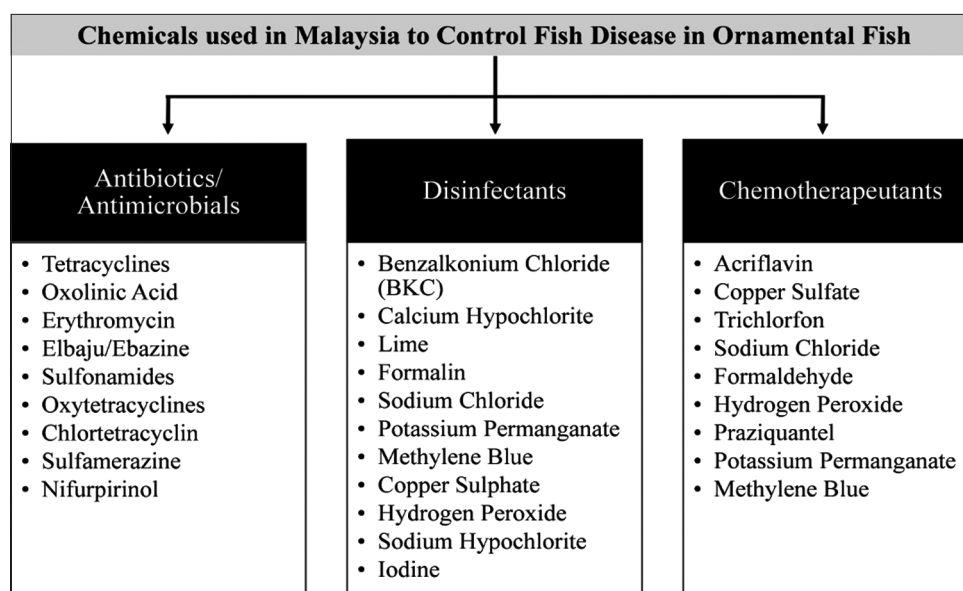 Chemicals used in Malaysia to Control Fish Disease in Ornamental Fish
Antibiotics/
Antimicrobials
• Tetracyclines
• Oxolinic Acid
• Erythromycin
• Elbaju/Ebazine
• Sulfonamides
• Oxytetracyclines
• Chlortetracyclin
• Sulfamerazine
• Nifurpirinol
Disinfectants
• Benzalkonium Chloride
(BKC)
• Calcium Hypochlorite
• Lime
• Formalin
• Sodium Chloride
• Potassium Permanganate
• Methylene Blue
• Copper Sulphate
• Hydrogen Peroxide
• Sodium Hypochlorite
• Iodine
Chemotherapeutants
• Acriflavin
• Copper Sulfate
• Trichlorfon
• Sodium Chloride
• Formaldehyde
• Hydrogen Peroxide
• Praziquantel
• Potassium Permanganate
• Methylene Blue